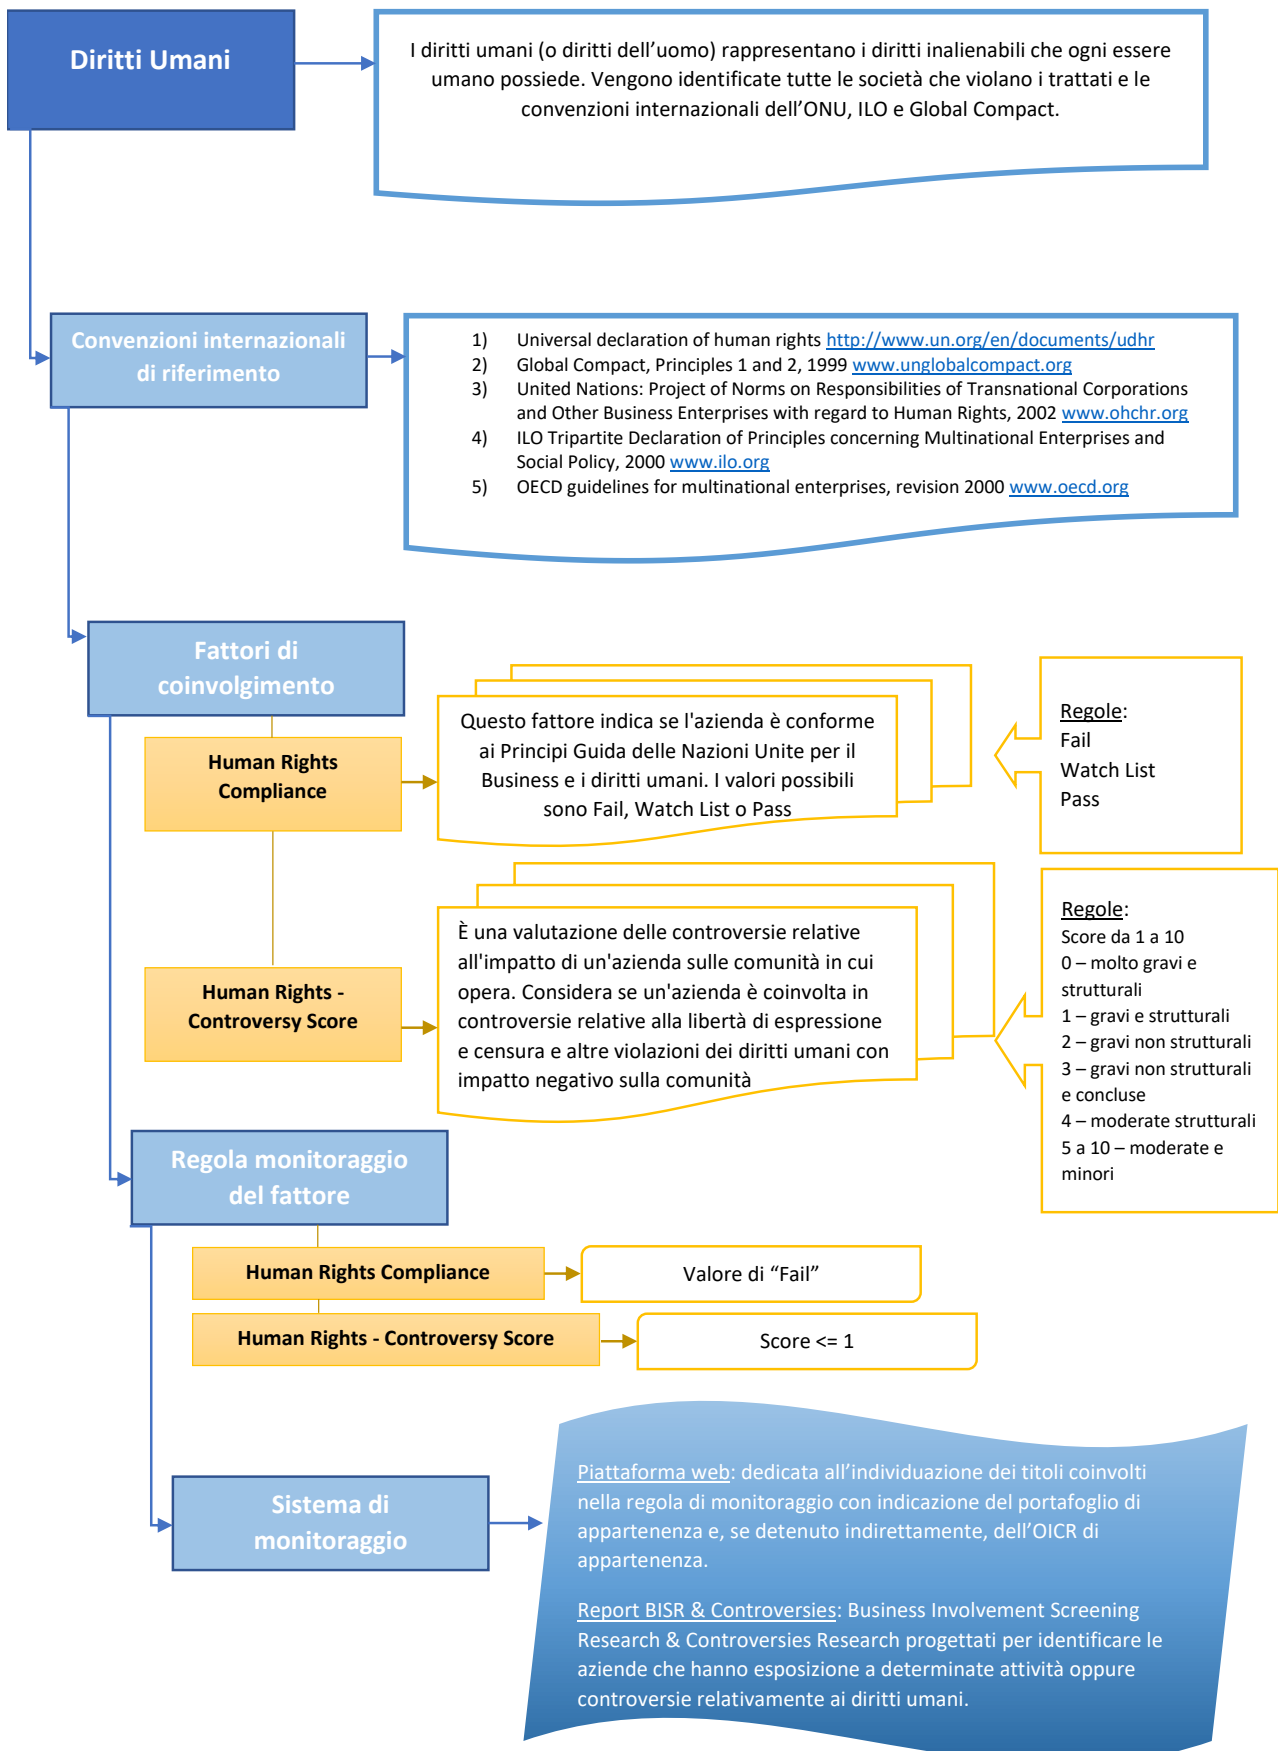 Diritti Umani
I diritti umani (o diritti dell'uomo) rappresentano i diritti inalienabili che ogni essere
umano possiede. Vengono identificate tutte le società che violano i trattati e le
convenzioni internazionali dell'ONU, ILO e Global Compact.
Convenzioni internazionali
di riferimento
1) Universal declaration of human rights http://www.un.org/en/documents/udhr
2) Global Compact, Principles 1 and 2, 1999 www.unglobalcompact.org
3) United Nations: Project of Norms on Responsibilities of Transnational Corporations
and Other Business Enterprises with regard to Human Rights, 2002 www.ohchr.org
4) ILO Tripartite Declaration of Principles concerning Multinational Enterprises and
Social Policy, 2000 www.ilo.org
5) OECD guidelines for multinational enterprises, revision 2000 www.oecd.org
Fattori di
coinvolgimento
Human Rights
Compliance
Questo fattore indica se l'azienda è conforme
ai Principi Guida delle Nazioni Unite per il
Business e i diritti umani. I valori possibili
sono Fail, Watch List o Pass
Regole:
Fail
Watch List
Pass
Human Rights -
Controversy Score
È una valutazione delle controversie relative
all'impatto di un'azienda sulle comunità in cui
opera. Considera se un'azienda è coinvolta in
controversie relative alla libertà di espressione
e censura e altre violazioni dei diritti umani con
impatto negativo sulla comunità
Regole:
Score da 1 a 10
0 – molto gravi e
strutturali
1 – gravi e strutturali
2 – gravi non strutturali
3 – gravi non strutturali
e concluse
4 – moderate strutturali
5 a 10 – moderate e
minori
Regola monitoraggio
del fattore
Human Rights Compliance
Valore di “Fail”
Human Rights - Controversy Score
Score <= 1
Sistema di
monitoraggio
Piattaforma web: dedicata all'individuazione dei titoli coinvolti
nella regola di monitoraggio con indicazione del portafoglio di
appartenenza e, se detenuto indirettamente, dell'OICR di
appartenenza.
Report BISR & Controversies: Business Involvement Screening
Research & Controversies Research progettati per identificare le
aziende che hanno esposizione a determinate attività oppure
controversie relativamente ai diritti umani.